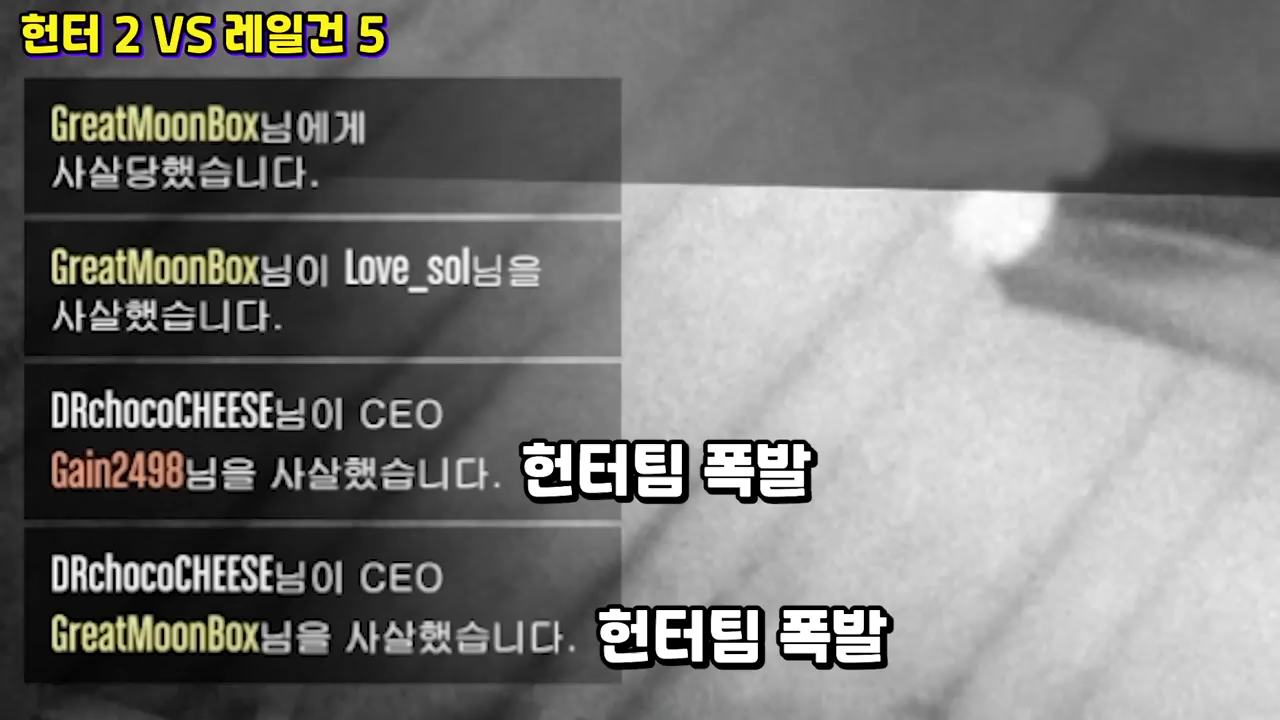 헌터 2 VS 레일건 5
GreatMoonBox님에게
사살당했습니다.
GreatMoonBox님이 Love_sol님을
사살했습니다.
DRchocoCHEESE님이 CEO
Gain2498님을 사살했습니다. 헌터팀 폭발
DRchocoCHEESE님이 CEO
GreatMoonBox님을 사살했습니다. 헌터팀 폭발